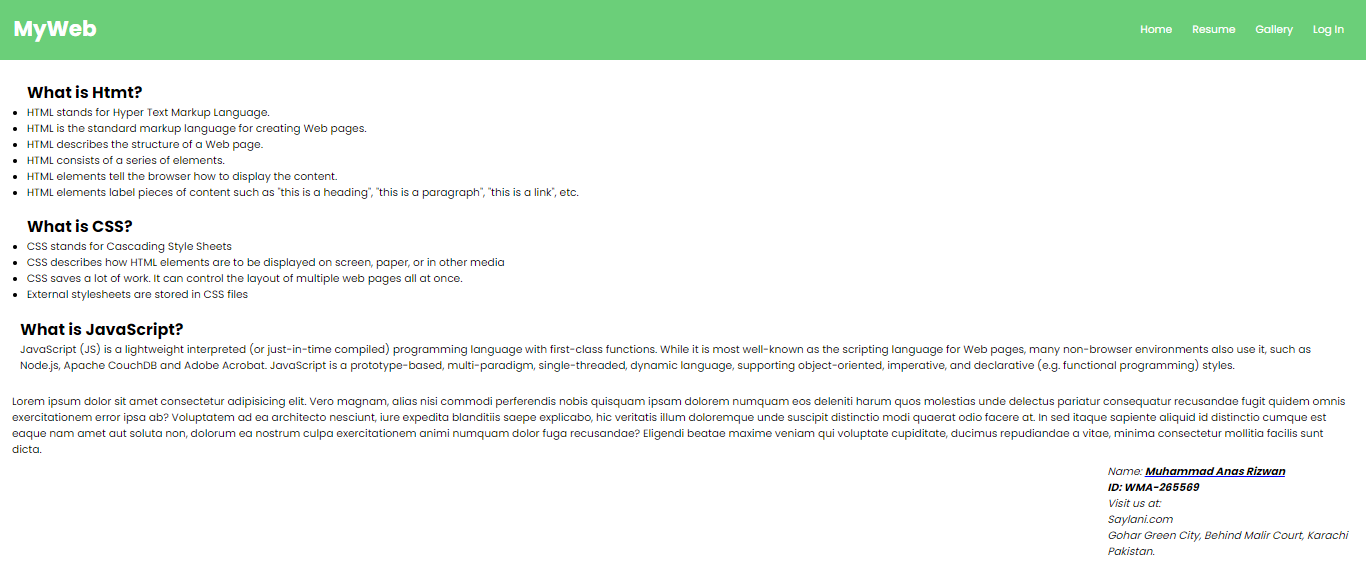 MyWeb
Home Resume Gallery Log In
What is Htmt?
HTML stands for Hyper Text Markup Language.
HTML is the standard markup language for creating Web pages.
HTML describes the structure of a Web page.
HTML consists of a series of elements.
HTML elements tell the browser how to display the content.
HTML elements label pieces of content such as "this is a heading", "this is a paragraph", "this is a link", etc.
What is CSS?
CSS stands for Cascading Style Sheets
CSS describes how HTML elements are to be displayed on screen, paper, or in other media
CSS saves a lot of work. It can control the layout of multiple web pages all at once.
External stylesheets are stored in CSS files
What is JavaScript?
JavaScript (JS) is a lightweight interpreted (or just-in-time compiled) programming language with first-class functions. While it is most well-known as the scripting language for Web pages, many non-browser environments also use it, such as
Node.js, Apache CouchDB and Adobe Acrobat. JavaScript is a prototype-based, multi-paradigm, single-threaded, dynamic language, supporting object-oriented, imperative, and declarative (e.g. functional programming) styles.
Lorem ipsum dolor sit amet consectetur adipisicing elit. Vero magnam, alias nisi commodi perferendis nobis quisquam ipsam dolorem numquam eos deleniti harum quos molestias unde delectus pariatur consequatur recusandae fugit quidem omnis
exercitationem error ipsa ab? Voluptatem ad ea architecto nesciunt, iure expedita blanditiis saepe explicabo, hic veritatis illum doloremque unde suscipit distinctio modi quaerat odio facere at. In sed itaque sapiente aliquid id distinctio cumque est
eaque nam amet aut soluta non, dolorum ea nostrum culpa exercitationem animi numquam dolor fuga recusandae? Eligendi beatae maxime veniam qui voluptate cupiditate, ducimus repudiandae a vitae, minima consectetur mollitia facilis sunt
dicta.
Name: Muhammad Anas Rizwan
ID: WMA-265569
Visit us at:
Saylani.com
Gohar Green City, Behind Malir Court, Karachi
Pakistan.